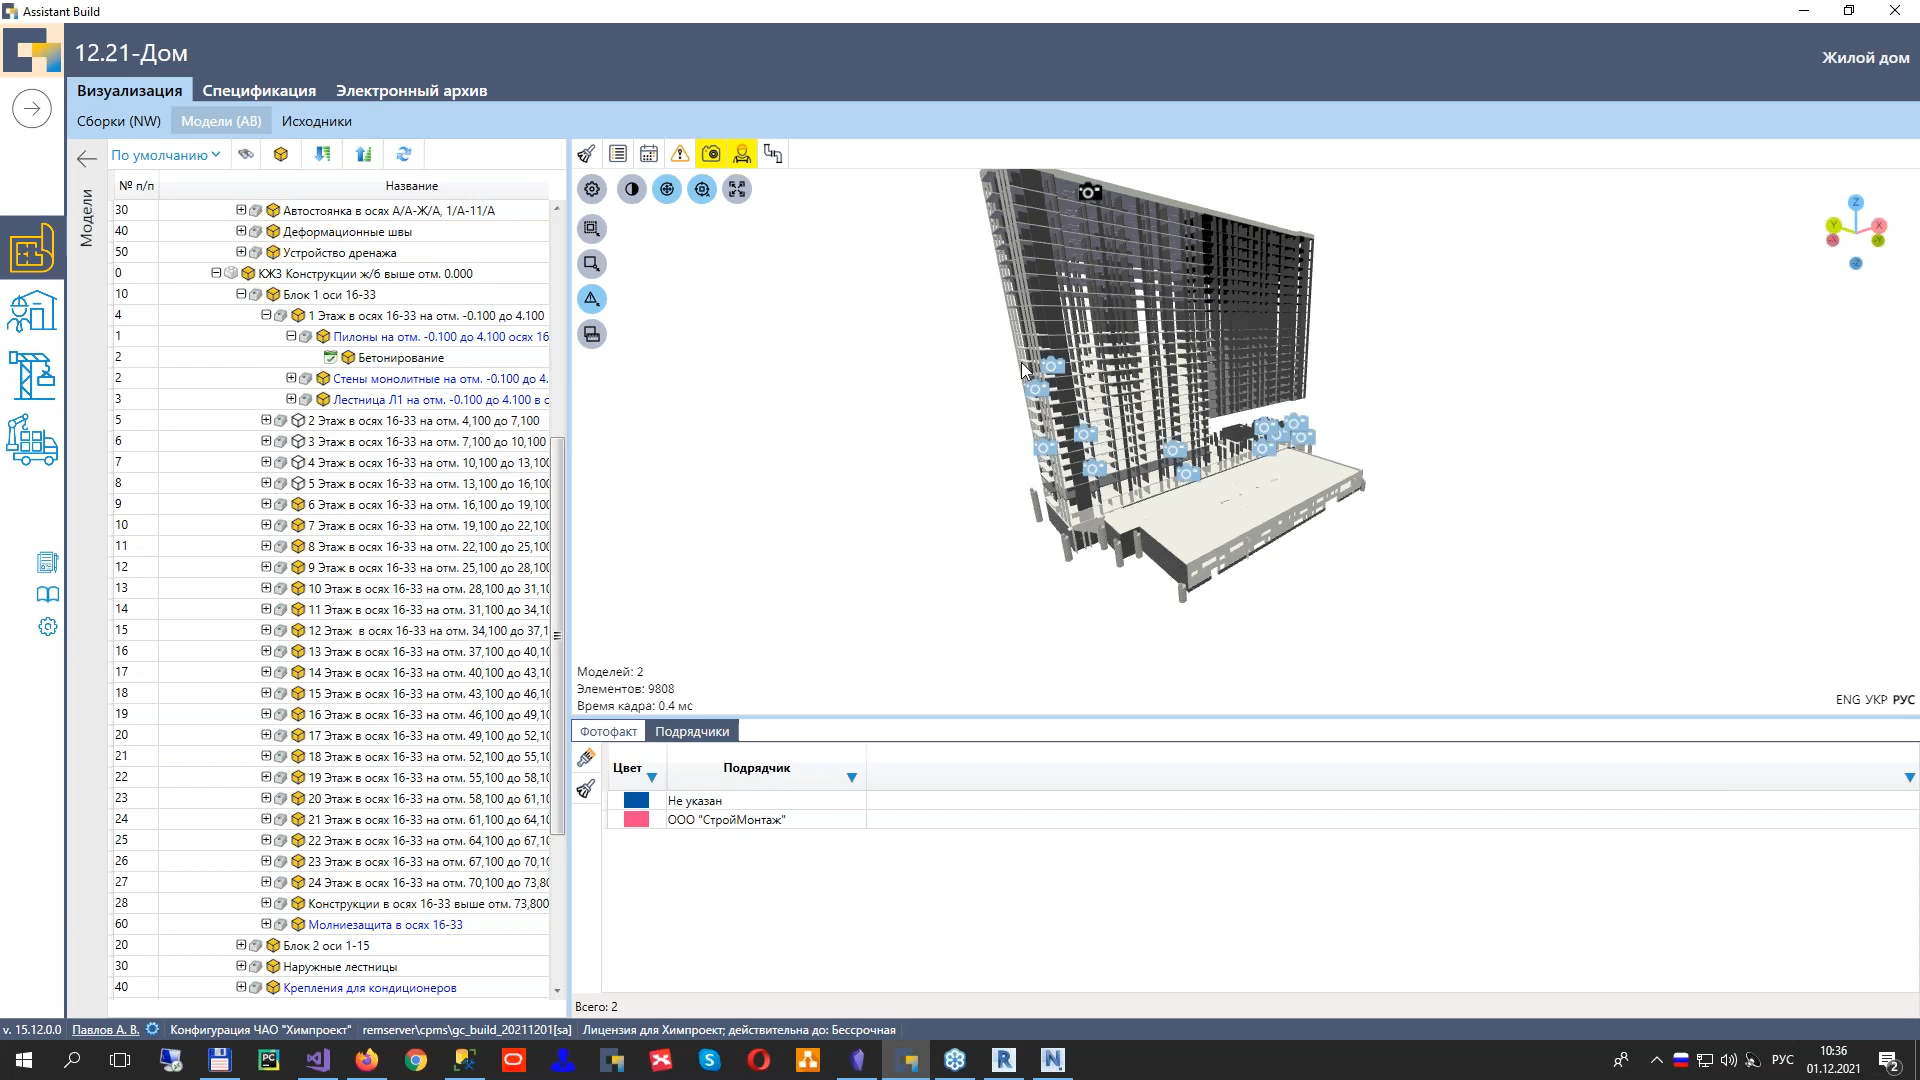 Assistant Build
12.21-Дом
Жилой дом
Визуализация Спецификация Электронный архив
Сборки (NW) Модели (АВ) Исходники
По умолчанию
Модели
№ п/п Название
30 Автостоянка в осях А/А-Ж/А, 1/А-11/А
40 Деформационные швы
50 Устройство дренажа
0 КЖ3 Конструкции ж/б выше отм. 0.000
10 Блок 1 оси 16-33
4 1 Этаж в осях 16-33 на отм. -0.100 до 4.100
1 Пилоны на отм. -0.100 до 4.100 осях 16
2 Бетонирование
2 Стены монолитные на отм. -0.100 до 4.
3 Лестница Л1 на отм. -0.100 до 4.100 в о
5 2 Этаж в осях 16-33 на отм. 4,100 до 7,100
6 3 Этаж в осях 16-33 на отм. 7,100 до 10,100
7 4 Этаж в осях 16-33 на отм. 10,100 до 13,100
8 5 Этаж в осях 16-33 на отм. 13,100 до 16,100
9 6 Этаж в осях 16-33 на отм. 16,100 до 19,100
10 7 Этаж в осях 16-33 на отм. 19,100 до 22,100
11 8 Этаж в осях 16-33 на отм. 22,100 до 25,100
12 9 Этаж в осях 16-33 на отм. 25,100 до 28,100
13 10 Этаж в осях 16-33 на отм. 28,100 до 31,10
14 11 Этаж в осях 16-33 на отм. 31,100 до 34,10
15 12 Этаж в осях 16-33 на отм. 34,100 до 37,1
16 13 Этаж в осях 16-33 на отм. 37,100 до 40,10
17 14 Этаж в осях 16-33 на отм. 40,100 до 43,10
18 15 Этаж в осях 16-33 на отм. 43,100 до 46,10
19 16 Этаж в осях 16-33 на отм. 46,100 до 49,10
20 17 Этаж в осях 16-33 на отм. 49,100 до 52,10
21 18 Этаж в осях 16-33 на отм. 52,100 до 55,10
22 19 Этаж в осях 16-33 на отм. 55,100 до 58,10
23 20 Этаж в осях 16-33 на отм. 58,100 до 61,10
24 21 Этаж в осях 16-33 на отм. 61,100 до 64,10
25 22 Этаж в осях 16-33 на отм. 64,100 до 67,10
26 23 Этаж в осях 16-33 на отм. 67,100 до 70,10
27 24 Этаж в осях 16-33 на отм. 70,100 до 73,80
28 Конструкции в осях 16-33 выше отм. 73,800
60 Молниезащита в осях 16-33
20 Блок 2 оси 1-15
30 Наружные лестницы
40 Крепления для кондиционеров
Z
Y X
-X Y
-Z
Моделей: 2
Элементов: 9808
Время кадра: 0.4 мс
ENG УКР РУС
Фотофакт Подрядчики
Цвет Подрядчик
Не указан
ООО "СтройМонтаж"
Всего: 2
v. 15.12.0.0 Павлов А. В. Конфигурация ЧАО "Химпроект" remserver\cpms\gc_build_20211201[sa] Лицензия для Химпроект; действительна до: Бессрочная
РУС
10:36
01.12.2021
2